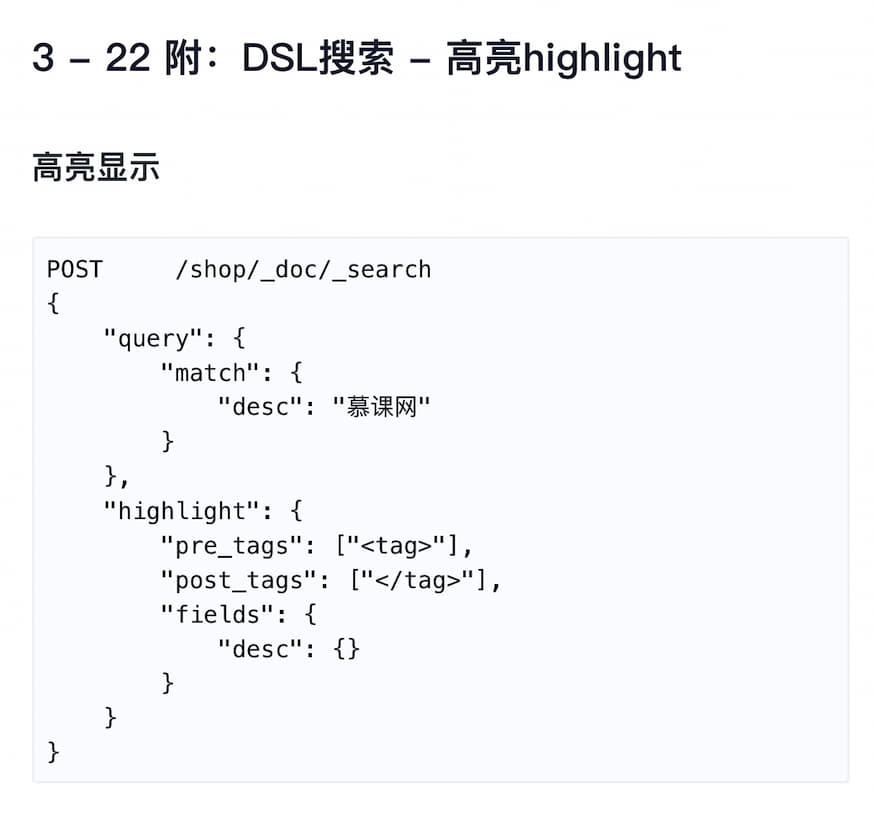 3 – 22 附：DSL搜索 – 高亮highlight
高亮显示
POST     /shop/_doc/_search
{
    "query": {
        "match": {
            "desc": "慕课网"
        }
    },
    "highlight": {
        "pre_tags": ["<tag>"],
        "post_tags": ["</tag>"],
        "fields": {
            "desc": {}
        }
    }
}